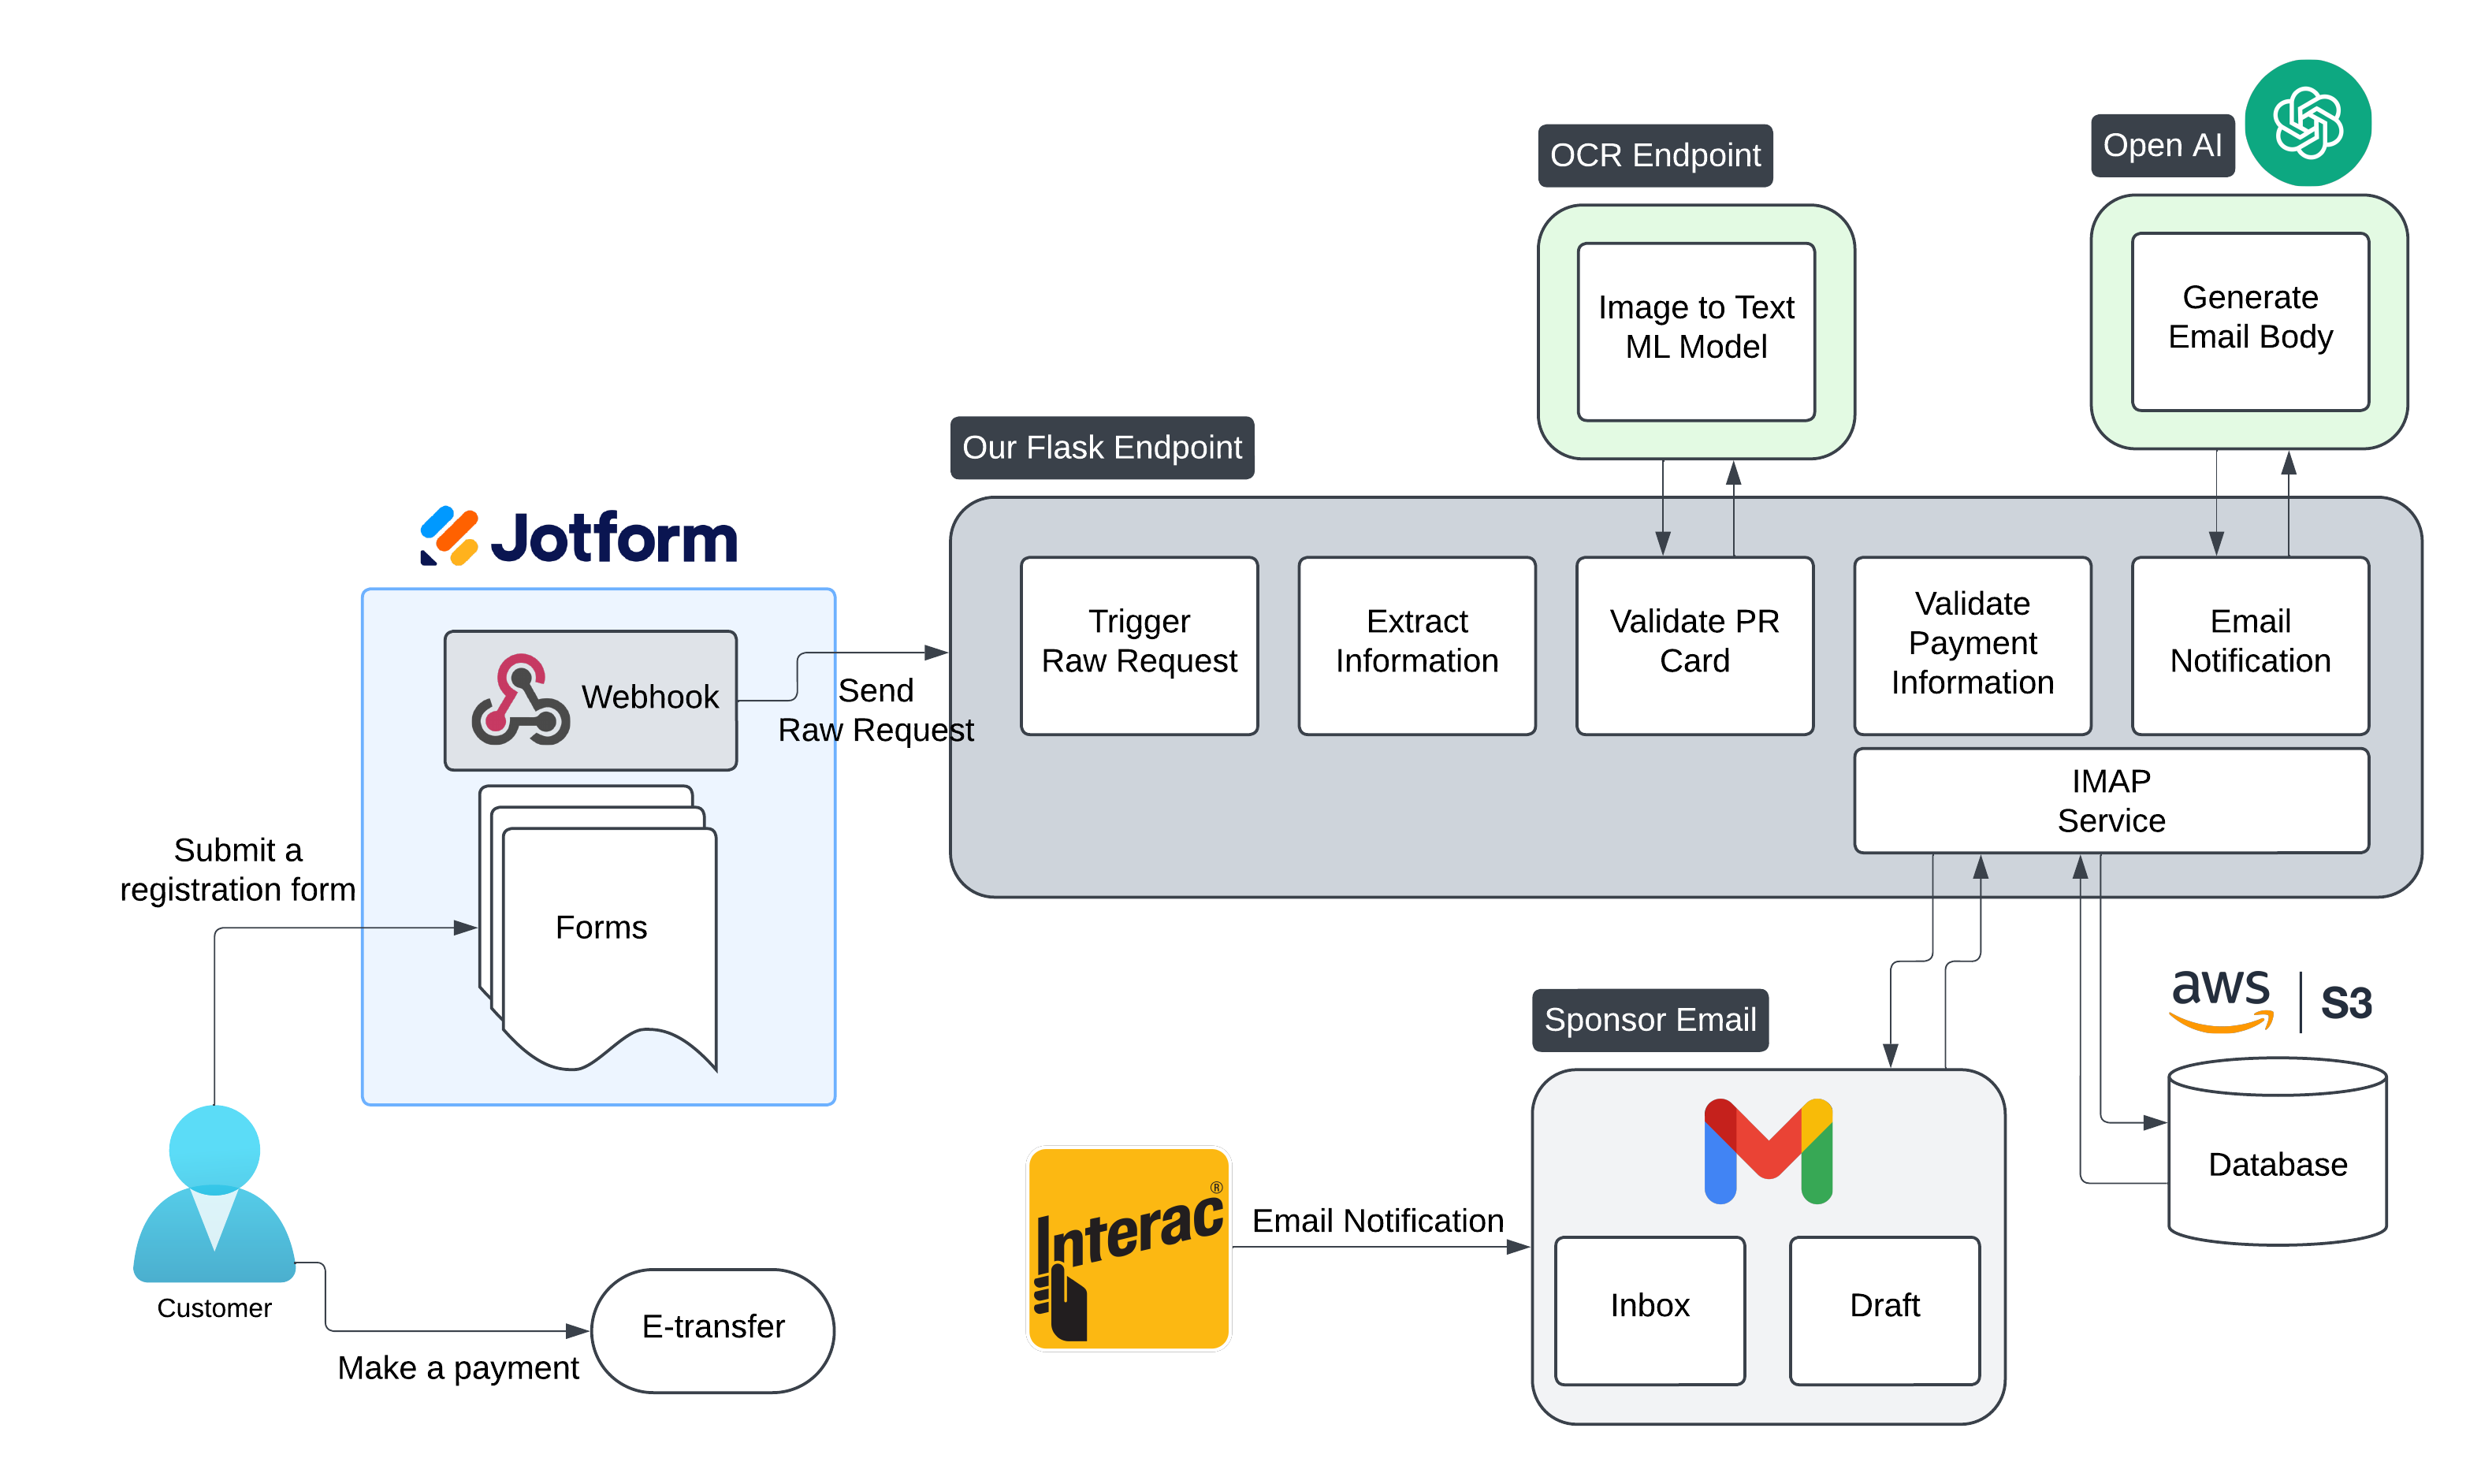 OCR Endpoint
Open AI
Image to Text
ML Model
Generate
Email Body
Our Flask Endpoint
Jotform
Webhook
Send
Raw Request
Trigger
Raw Request
Extract
Information
Validate PR
Card
Validate
Payment
Information
Email
Notification
IMAP
Service
Submit a
registration form
Forms
Customer
Make a payment
E-transfer
Interac®
Email Notification
Sponsor Email
Inbox
Draft
aws | S3
Database